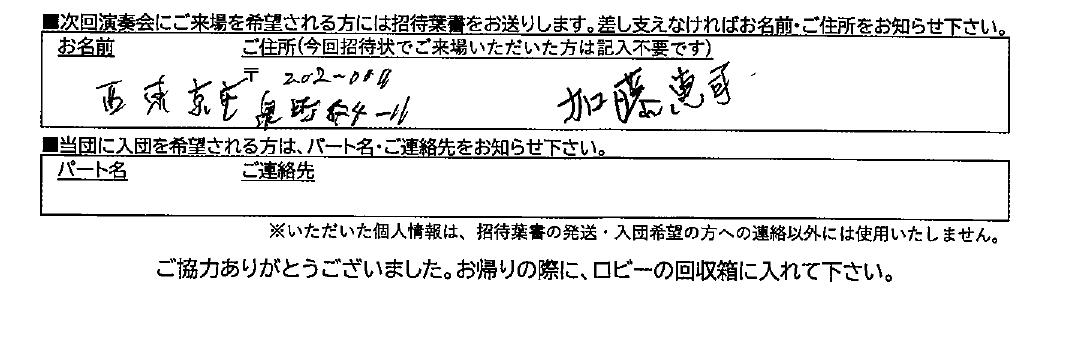 ■次回演奏会にご来場を希望される方には招待葉書をお送りします。差し支えなければお名前・ご住所をお知らせ下さい。
お名前 ご住所(今回招待状でご来場いただいた方は記入不要です)
〒 202-00
西東京 泉町 4-16 加藤恵司
■当団に入団を希望される方は、パート名・ご連絡先をお知らせ下さい。
パート名 ご連絡先
※いただいた個人情報は、招待葉書の発送・入団希望の方への連絡以外には使用いたしません。
ご協力ありがとうございました。お帰りの際に、ロビーの回収箱に入れて下さい。